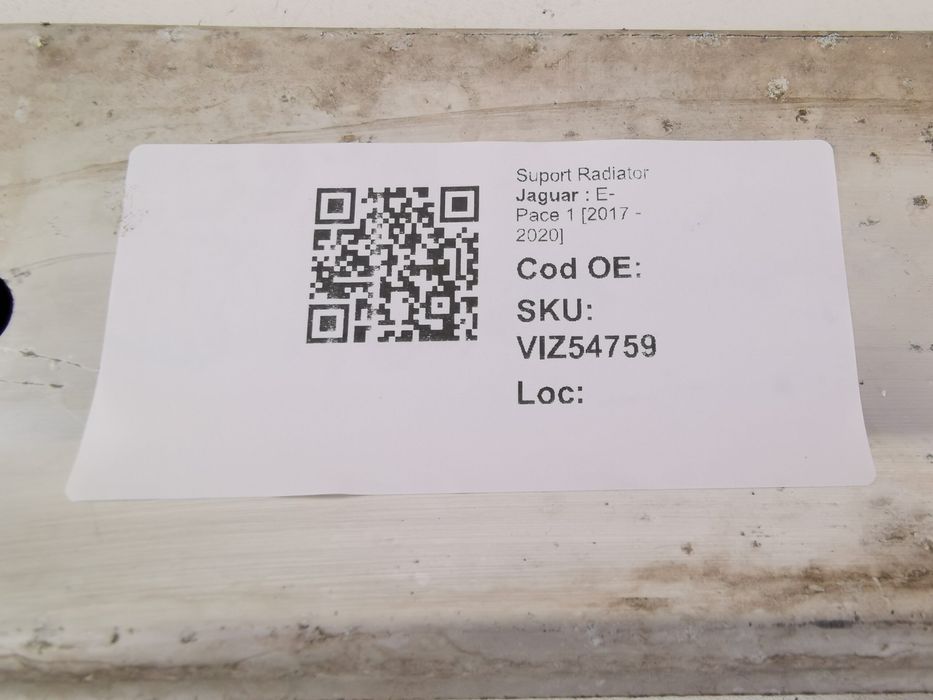 Suport Radiator
Jaguar : E-
Pace 1 [2017 -
2020]
Cod OE:
SKU:
VIZ54759
Loc: